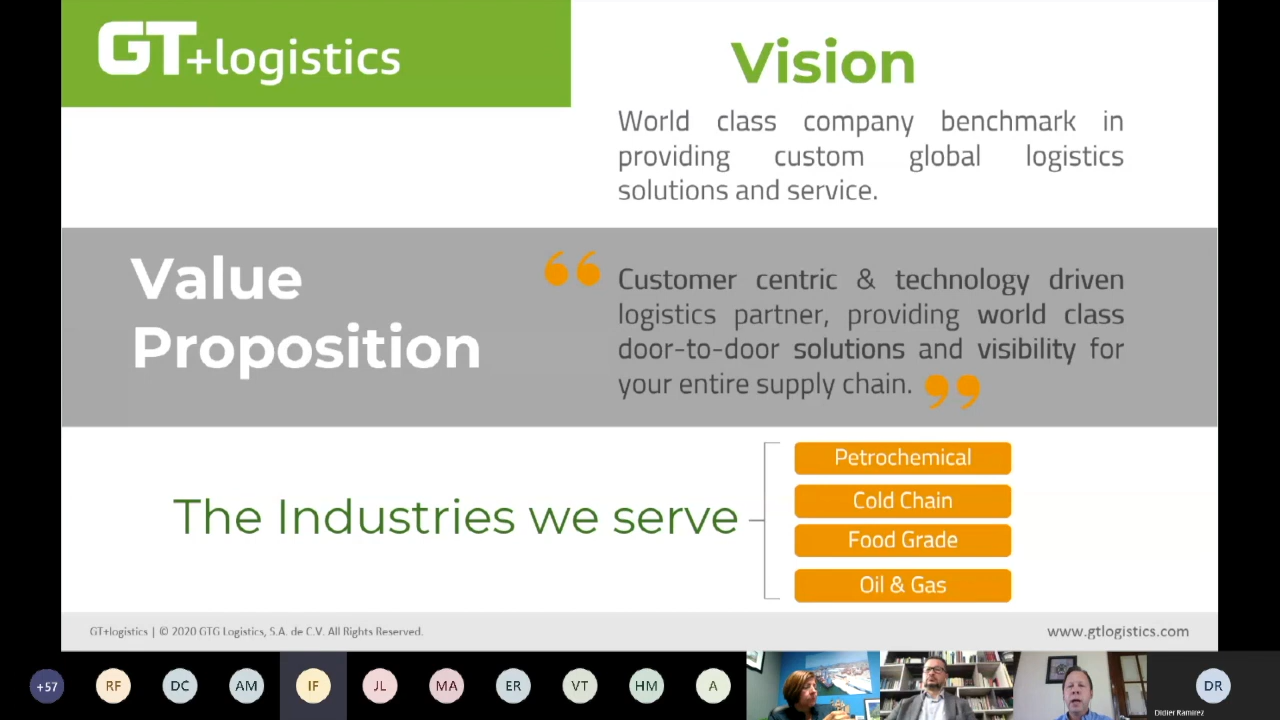 GT+logistics
Vision
World class company benchmark in
providing custom global logistics
solutions and service.
Value
Proposition
“ Customer centric & technology driven
logistics partner, providing world class
door-to-door solutions and visibility for
your entire supply chain. ”
The Industries we serve
Petrochemical
Cold Chain
Food Grade
Oil & Gas
GT+logistics | © 2020 GTG Logistics, S.A. de C.V. All Rights Reserved.
www.gtlogistics.com
+57
RF
DC
AM
IF
JL
MA
ER
VT
HM
A
DR
Didier Ramirez